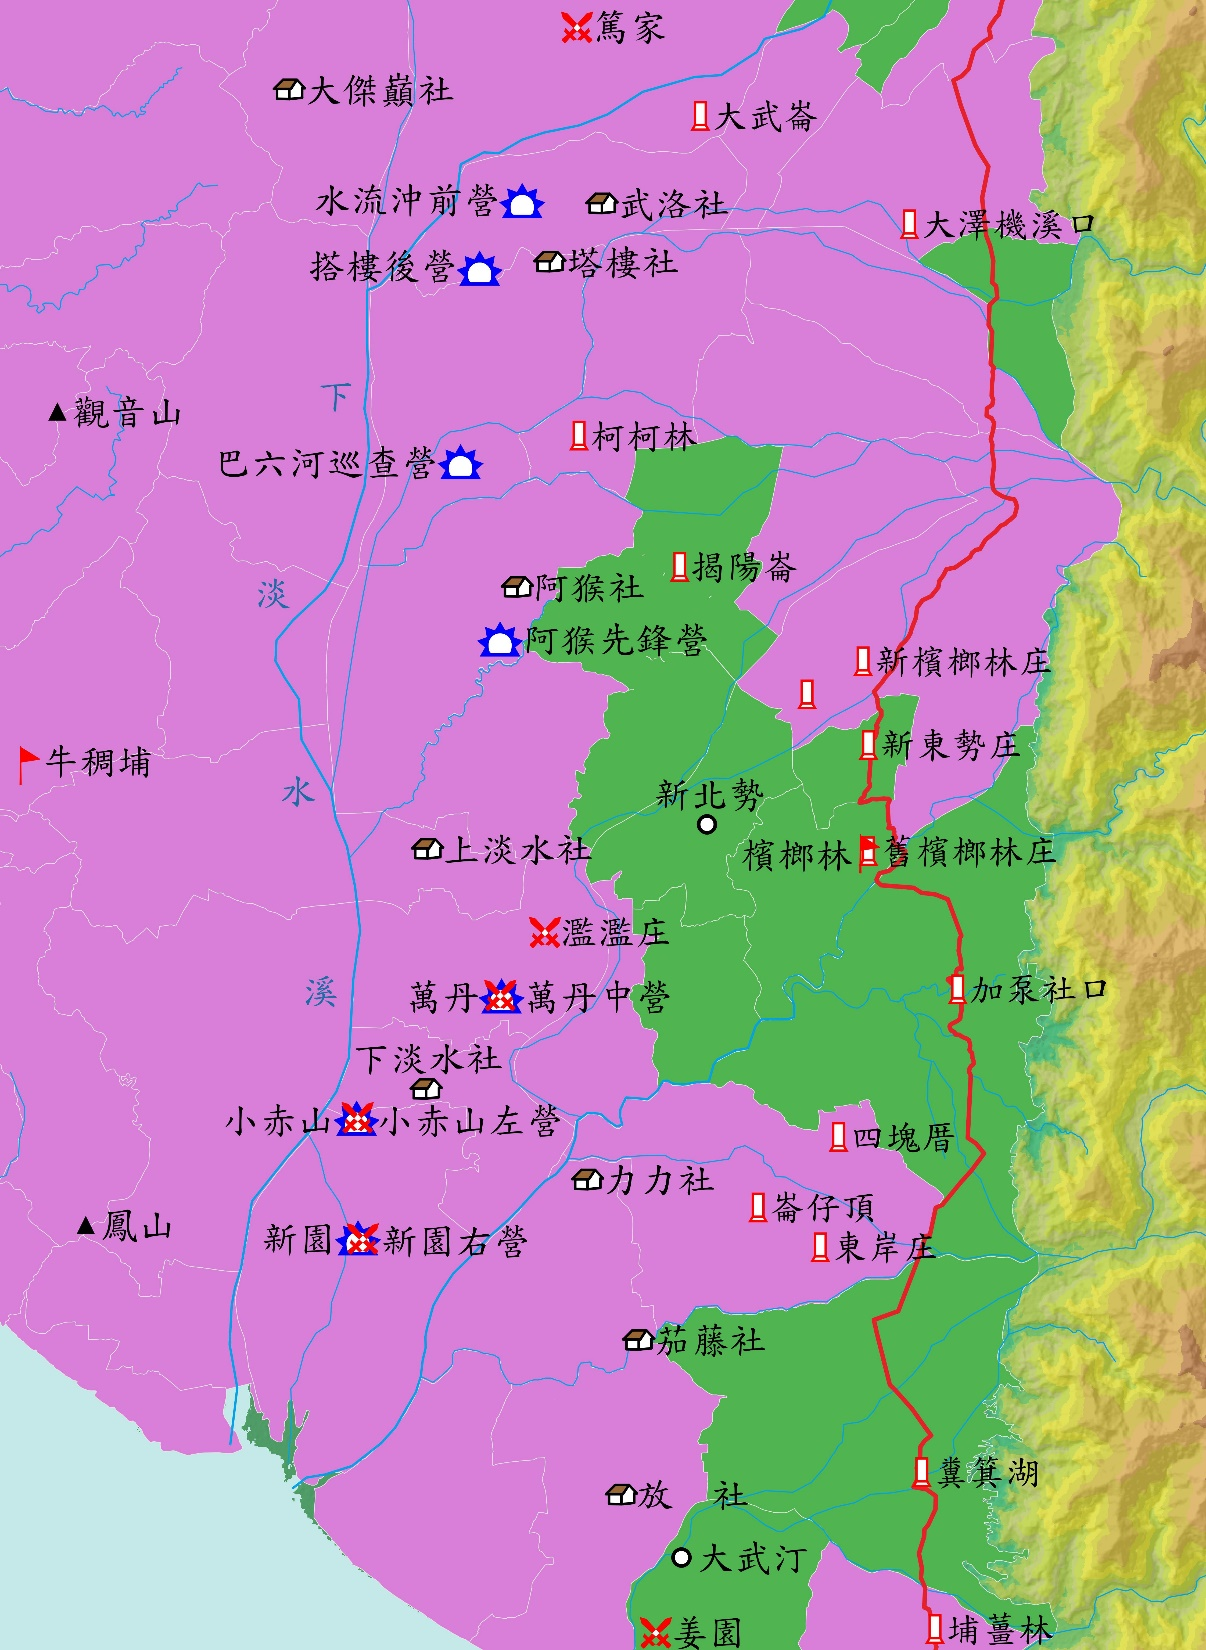 篤家
大傑巔社
大武崙
水流沖前營
武洛社
大澤機溪口
搭樓後營
塔樓社
下
觀音山
柯柯林
巴六河巡查營
揭陽崙
阿猴社
淡
阿猴先鋒營
新檳榔林庄
新東勢庄
牛稠埔
水
新北勢
上淡水社
檳榔林
舊檳榔林庄
濫濫庄
溪
萬丹
萬丹中營
加泵社口
下淡水社
小赤山
小赤山左營
四塊厝
力力社
崙仔頂
鳳山
新園
新園右營
東岸庄
茄藤社
糞箕湖
放 社
大武汀
姜園
埔薑林